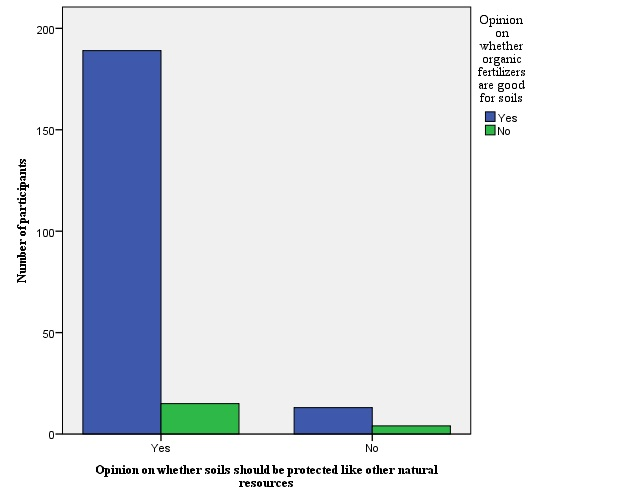 Opinion
on
whether
organic
fertilizers
are good
for soils
Yes
No
200
150
100
50
0
Number of participants
Yes No
Opinion on whether soils should be protected like other natural
resources